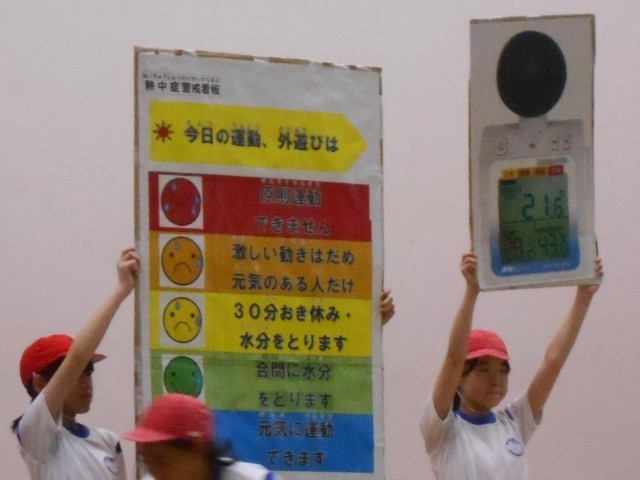 熱中症警戒看板
今日の運動、外遊びは
原則運動
できません
激しい動きはだめ
元気のある人だけ
30分おき休み・
水分をとります
合間に水分
をとります
元気に運動
できます
21.6